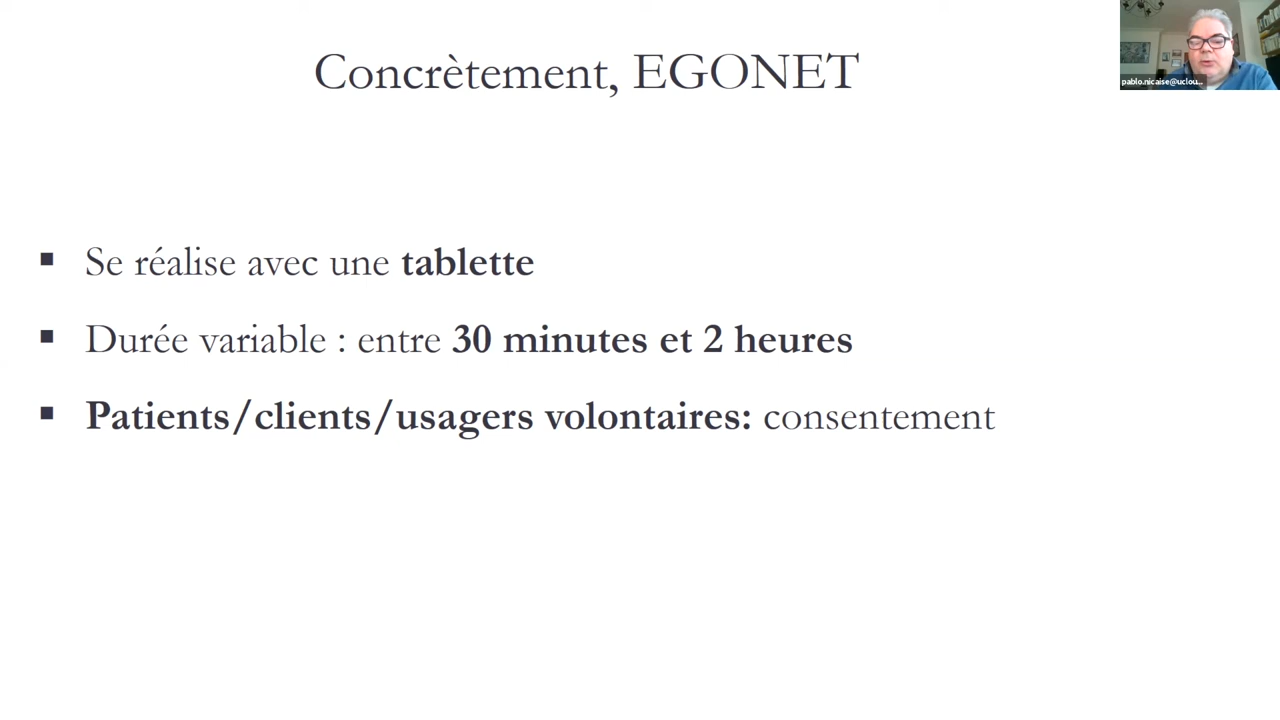 Concrètement, EGONET
pablo.nicaise@uclou...
▪ Se réalise avec une tablette
▪ Durée variable : entre 30 minutes et 2 heures
▪ Patients/clients/usagers volontaires: consentement